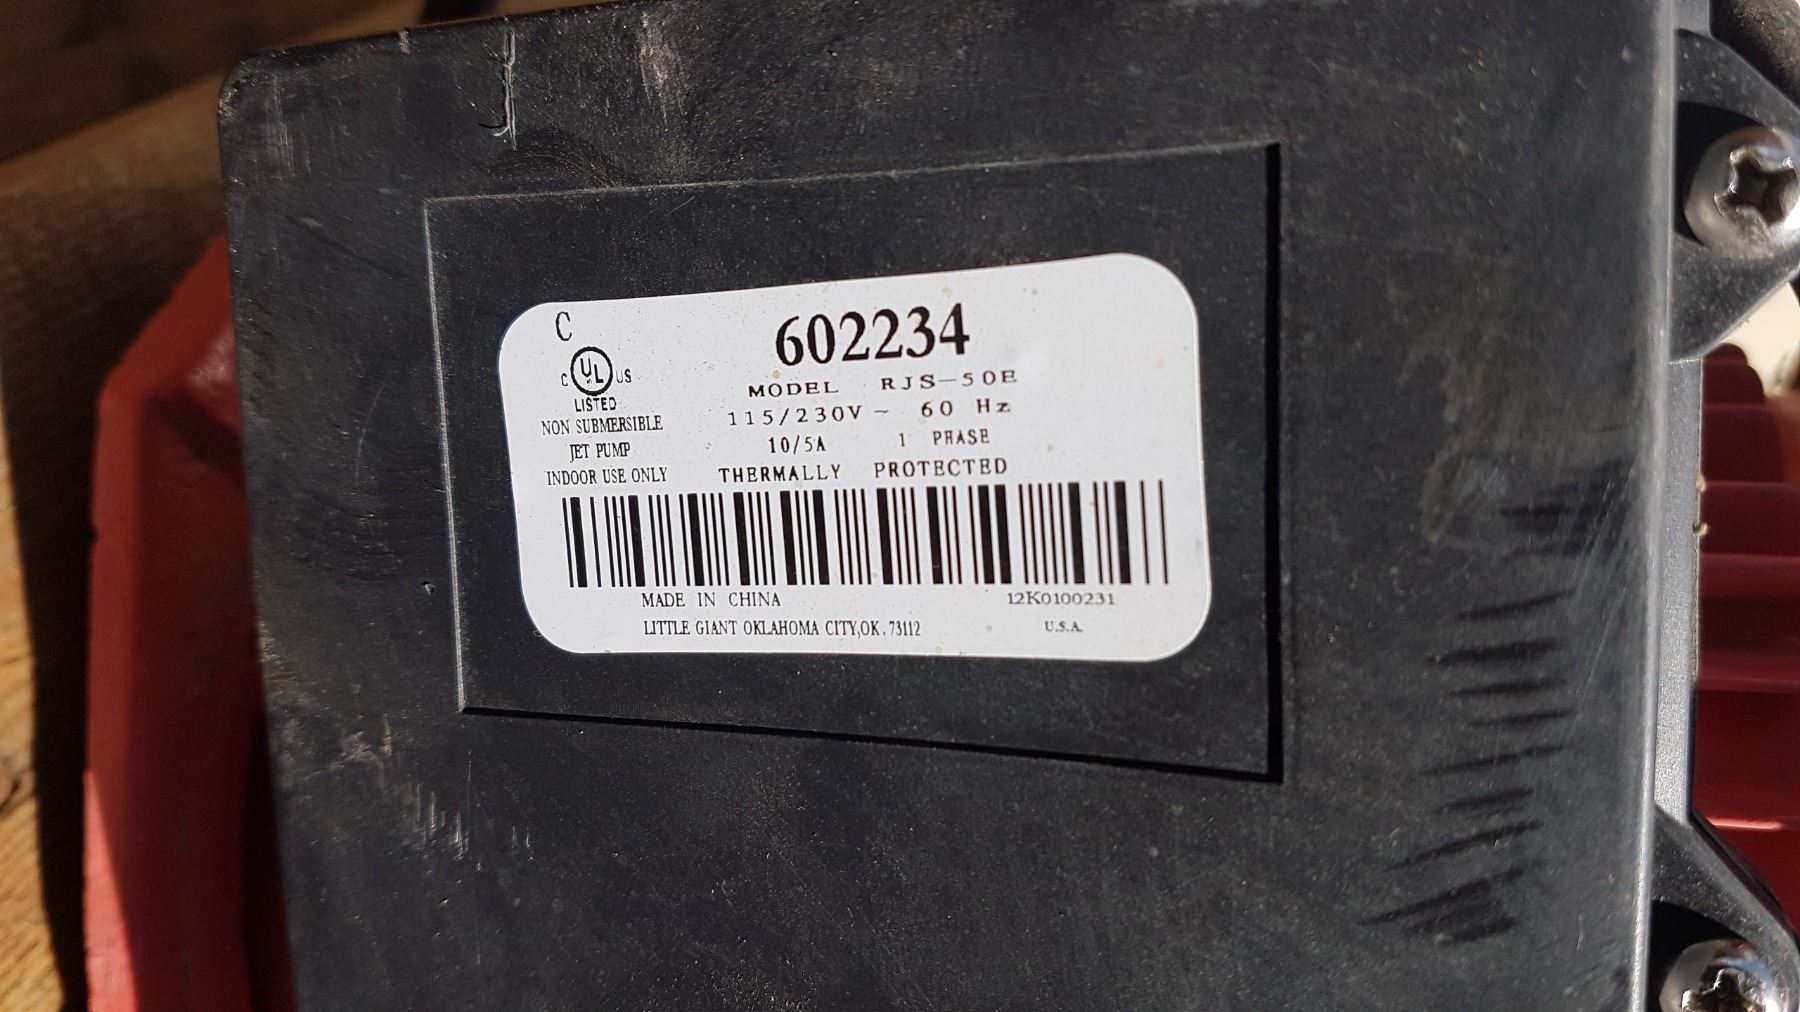 C
602234
C UL US
LISTED
MODEL RJS-50E
NON SUBMERSIBLE
115/230V ~ 60 Hz
JET PUMP
10/5A 1 PHASE
INDOOR USE ONLY
THERMALLY PROTECTED
MADE IN CHINA 12K0100231
LITTLE GIANT OKLAHOMA CITY,OK. 73112 U.S.A.